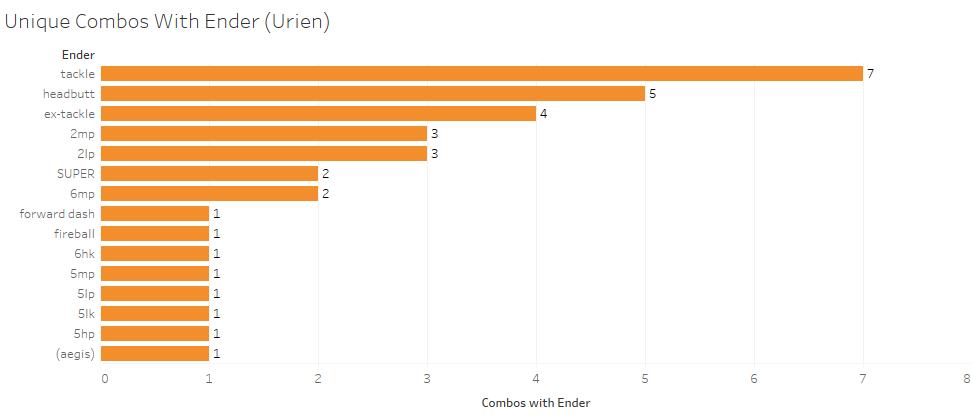 Unique Combos With Ender (Urien)
Ender
tackle 7
headbutt 5
ex-tackle 4
2mp 3
2lp 3
SUPER 2
6mp 2
forward dash 1
fireball 1
6hk 1
5mp 1
5lp 1
5lk 1
5hp 1
(aegis) 1
0 1 2 3 4 5 6 7 8
Combos with Ender